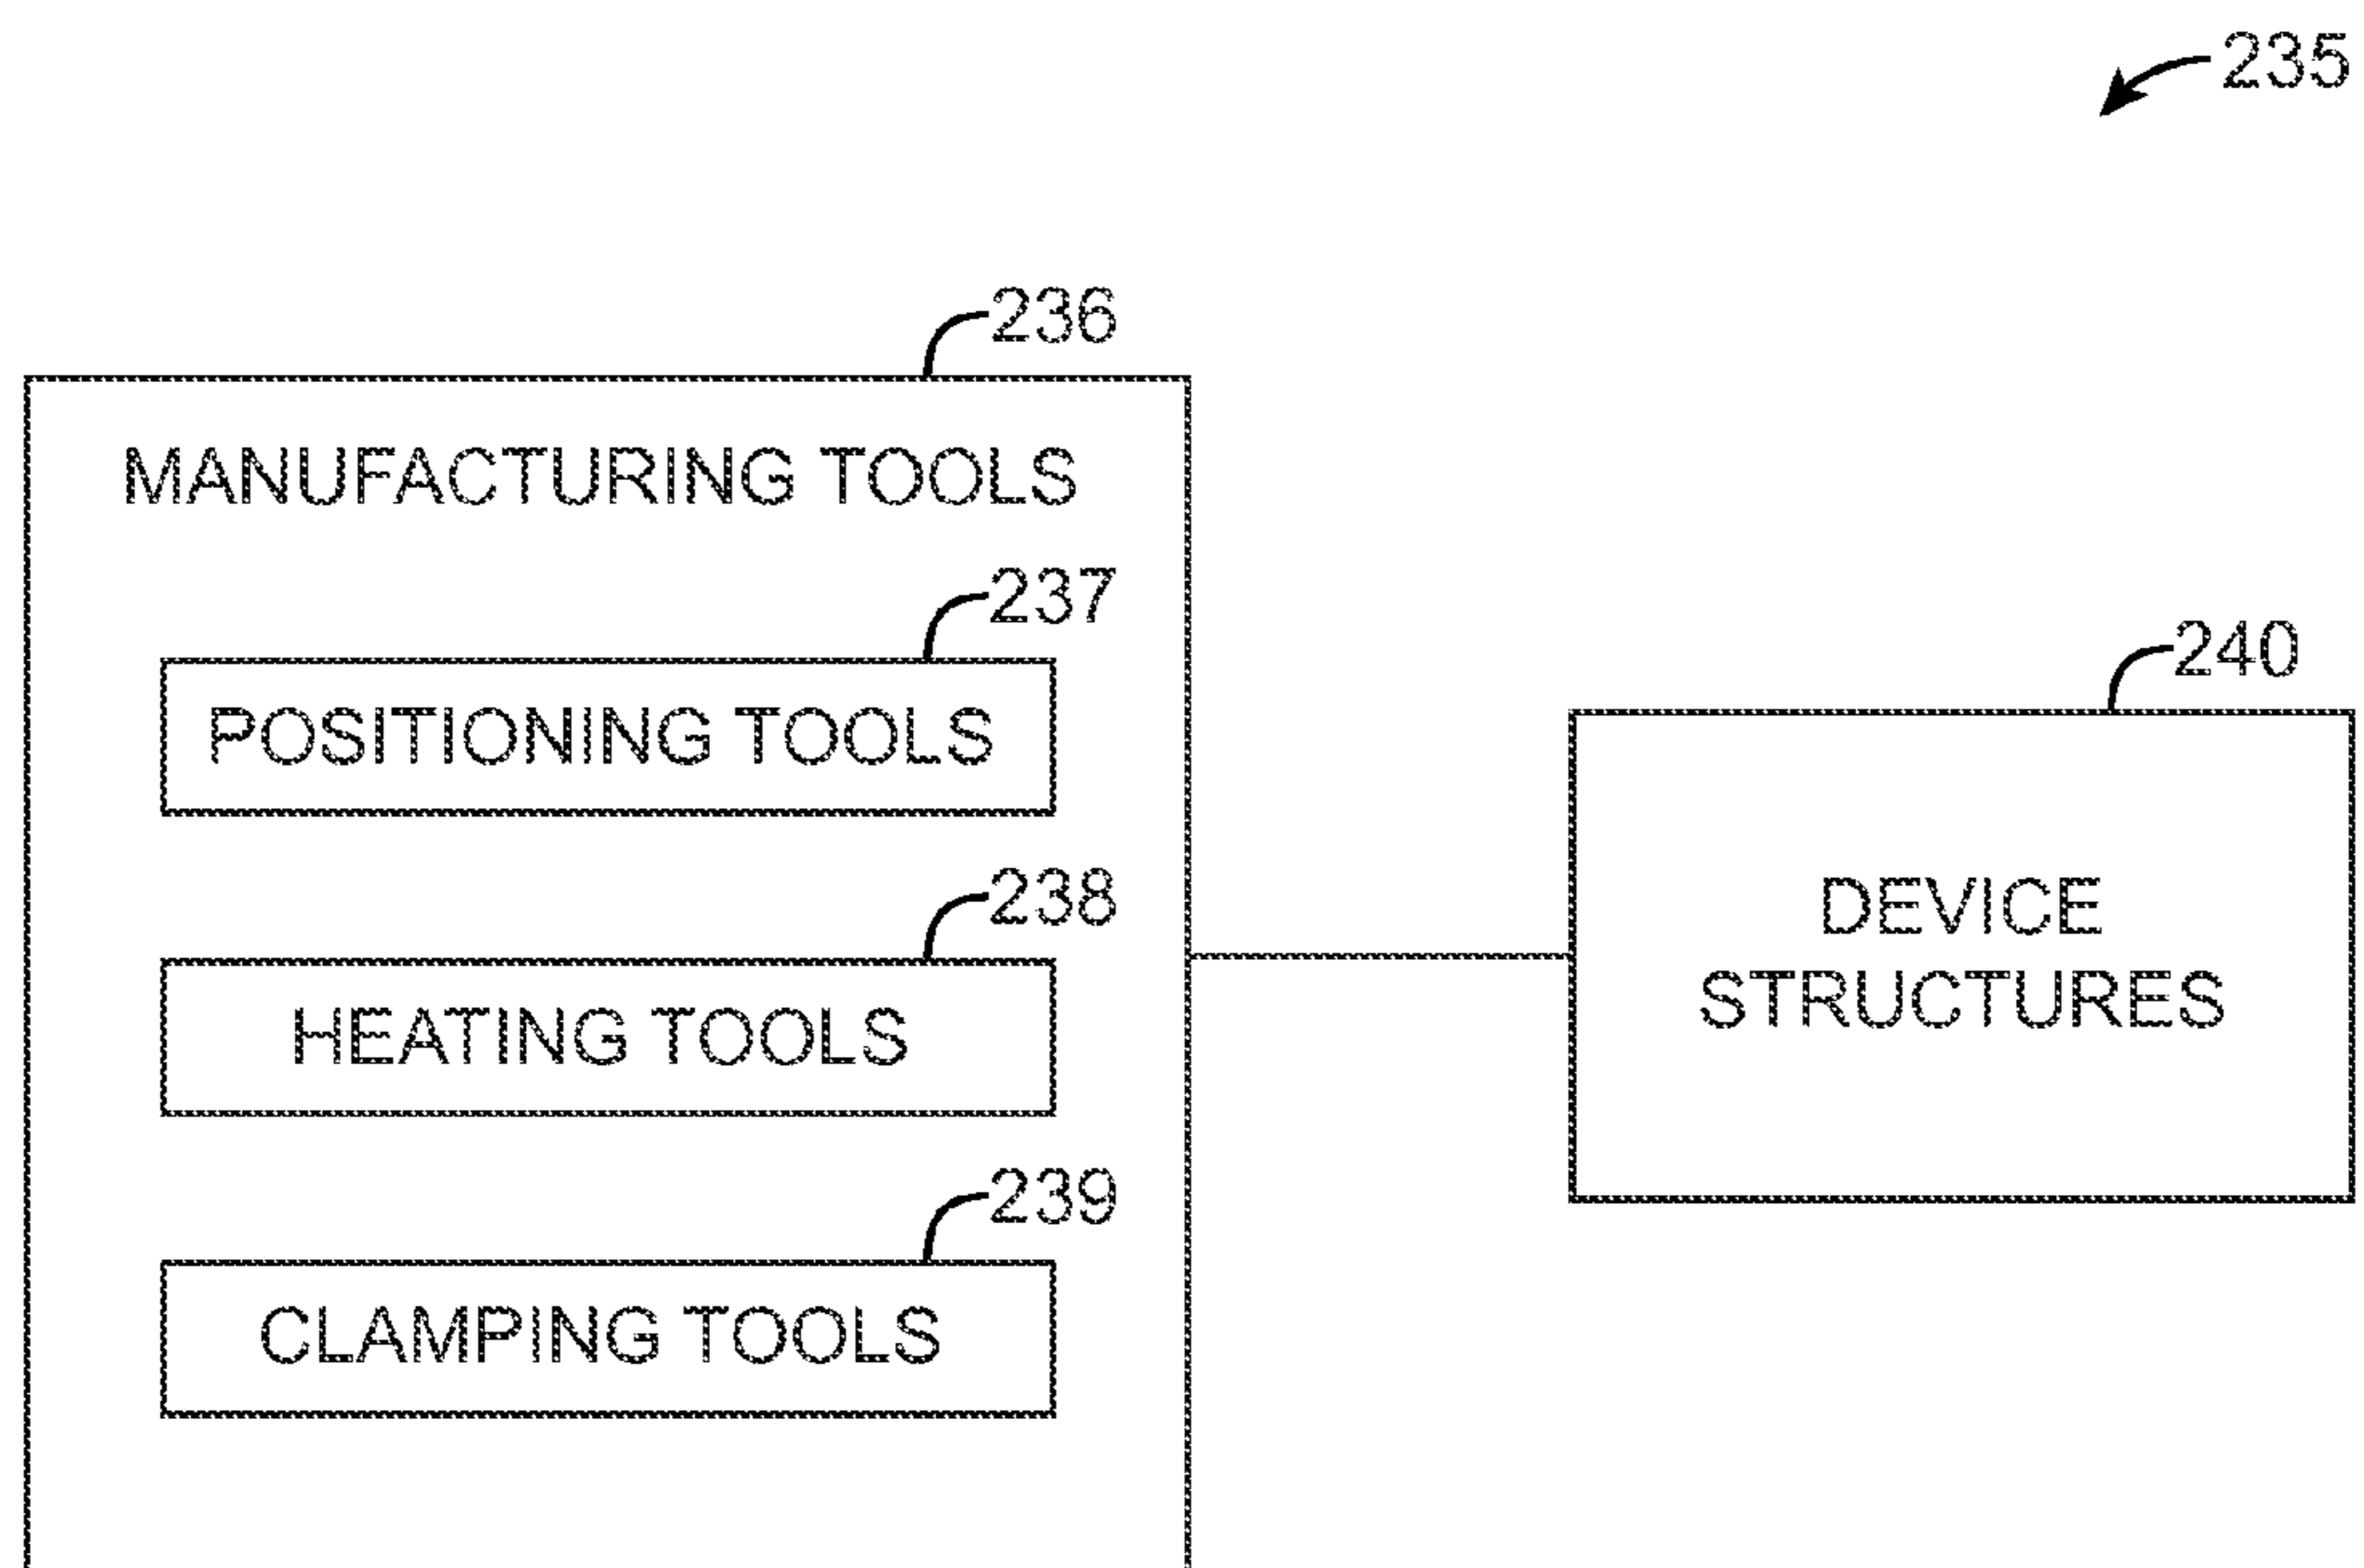 235
236
MANUFACTURING TOOLS
237
POSITIONING TOOLS
238
HEATING TOOLS
239
CLAMPING TOOLS
240
DEVICE
STRUCTURES